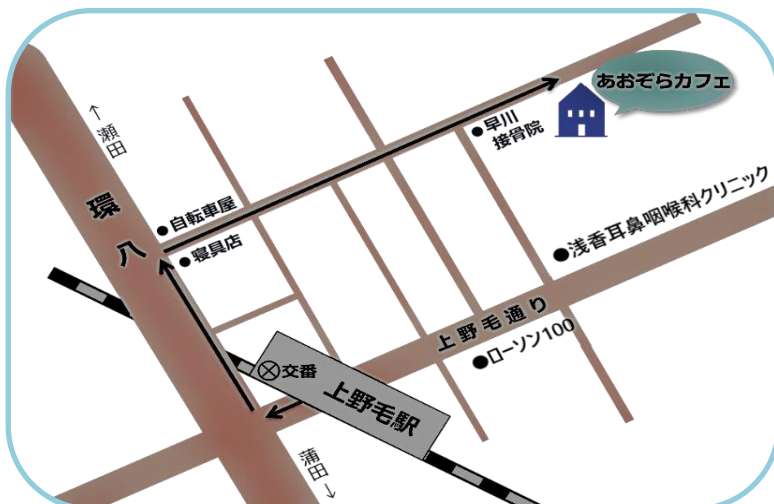 あおぞらカフェ
↑瀬田
早川
接骨院
自転車屋
環八
寝具店
浅香耳鼻咽喉科クリニック
上野毛通り
ローソン100
交番
上野毛駅
蒲田↓